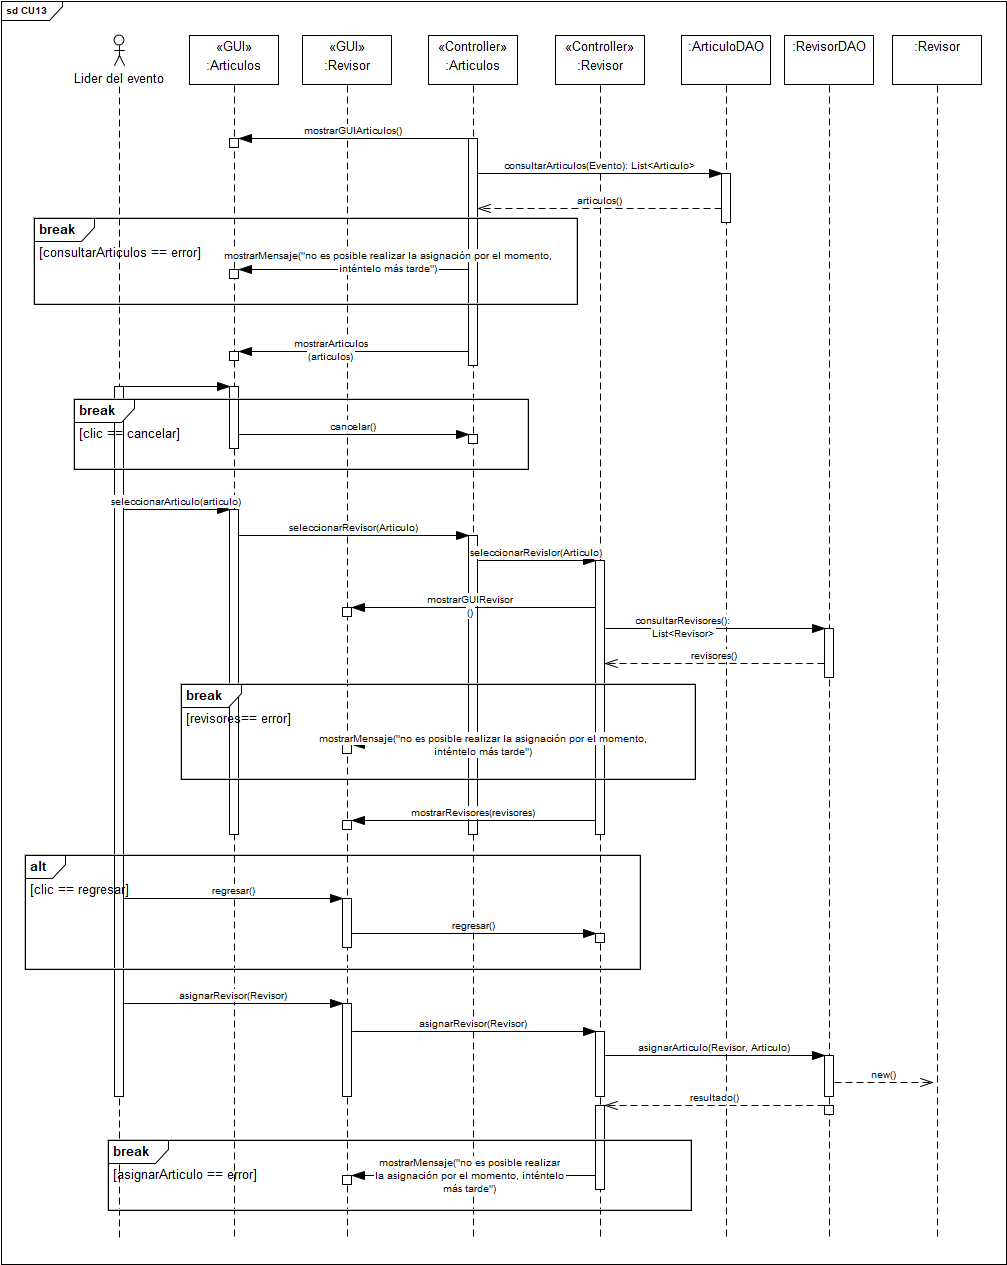 sd CU13
Lider del evento
«GUI»
:Articulos
«GUI»
:Revisor
«Controller»
:Articulos
«Controller»
:Revisor
:ArticuloDAO
:RevisorDAO
:Revisor
mostrarGUIArticulos()
consultarArticulos(Evento): List<Articulo>
articulos()
break
[consultarArticulos == error]
mostrarMensaje("no es posible realizar la asignación por el momento,
inténtelo más tarde")
mostrarArticulos
(articulos)
break
[clic == cancelar]
cancelar()
seleccionarArticulo(articulo)
seleccionarRevisor(Articulo)
seleccionarRevisIor(Articulo)
mostrarGUIRevisor
()
consultarRevisores():
List<Revisor>
revisores()
break
[revisores== error]
mostrarMensaje("no es posible realizar la asignación por el momento,
inténtelo más tarde")
mostrarRevisores(revisores)
alt
[clic == regresar]
regresar()
regresar()
asignarRevisor(Revisor)
asignarRevisor(Revisor)
asignarArticulo(Revisor, Articulo)
new()
resultado()
break
[asignarArticulo == error]
mostrarMensaje("no es posible realizar
la asignación por el momento, inténtelo
más tarde")